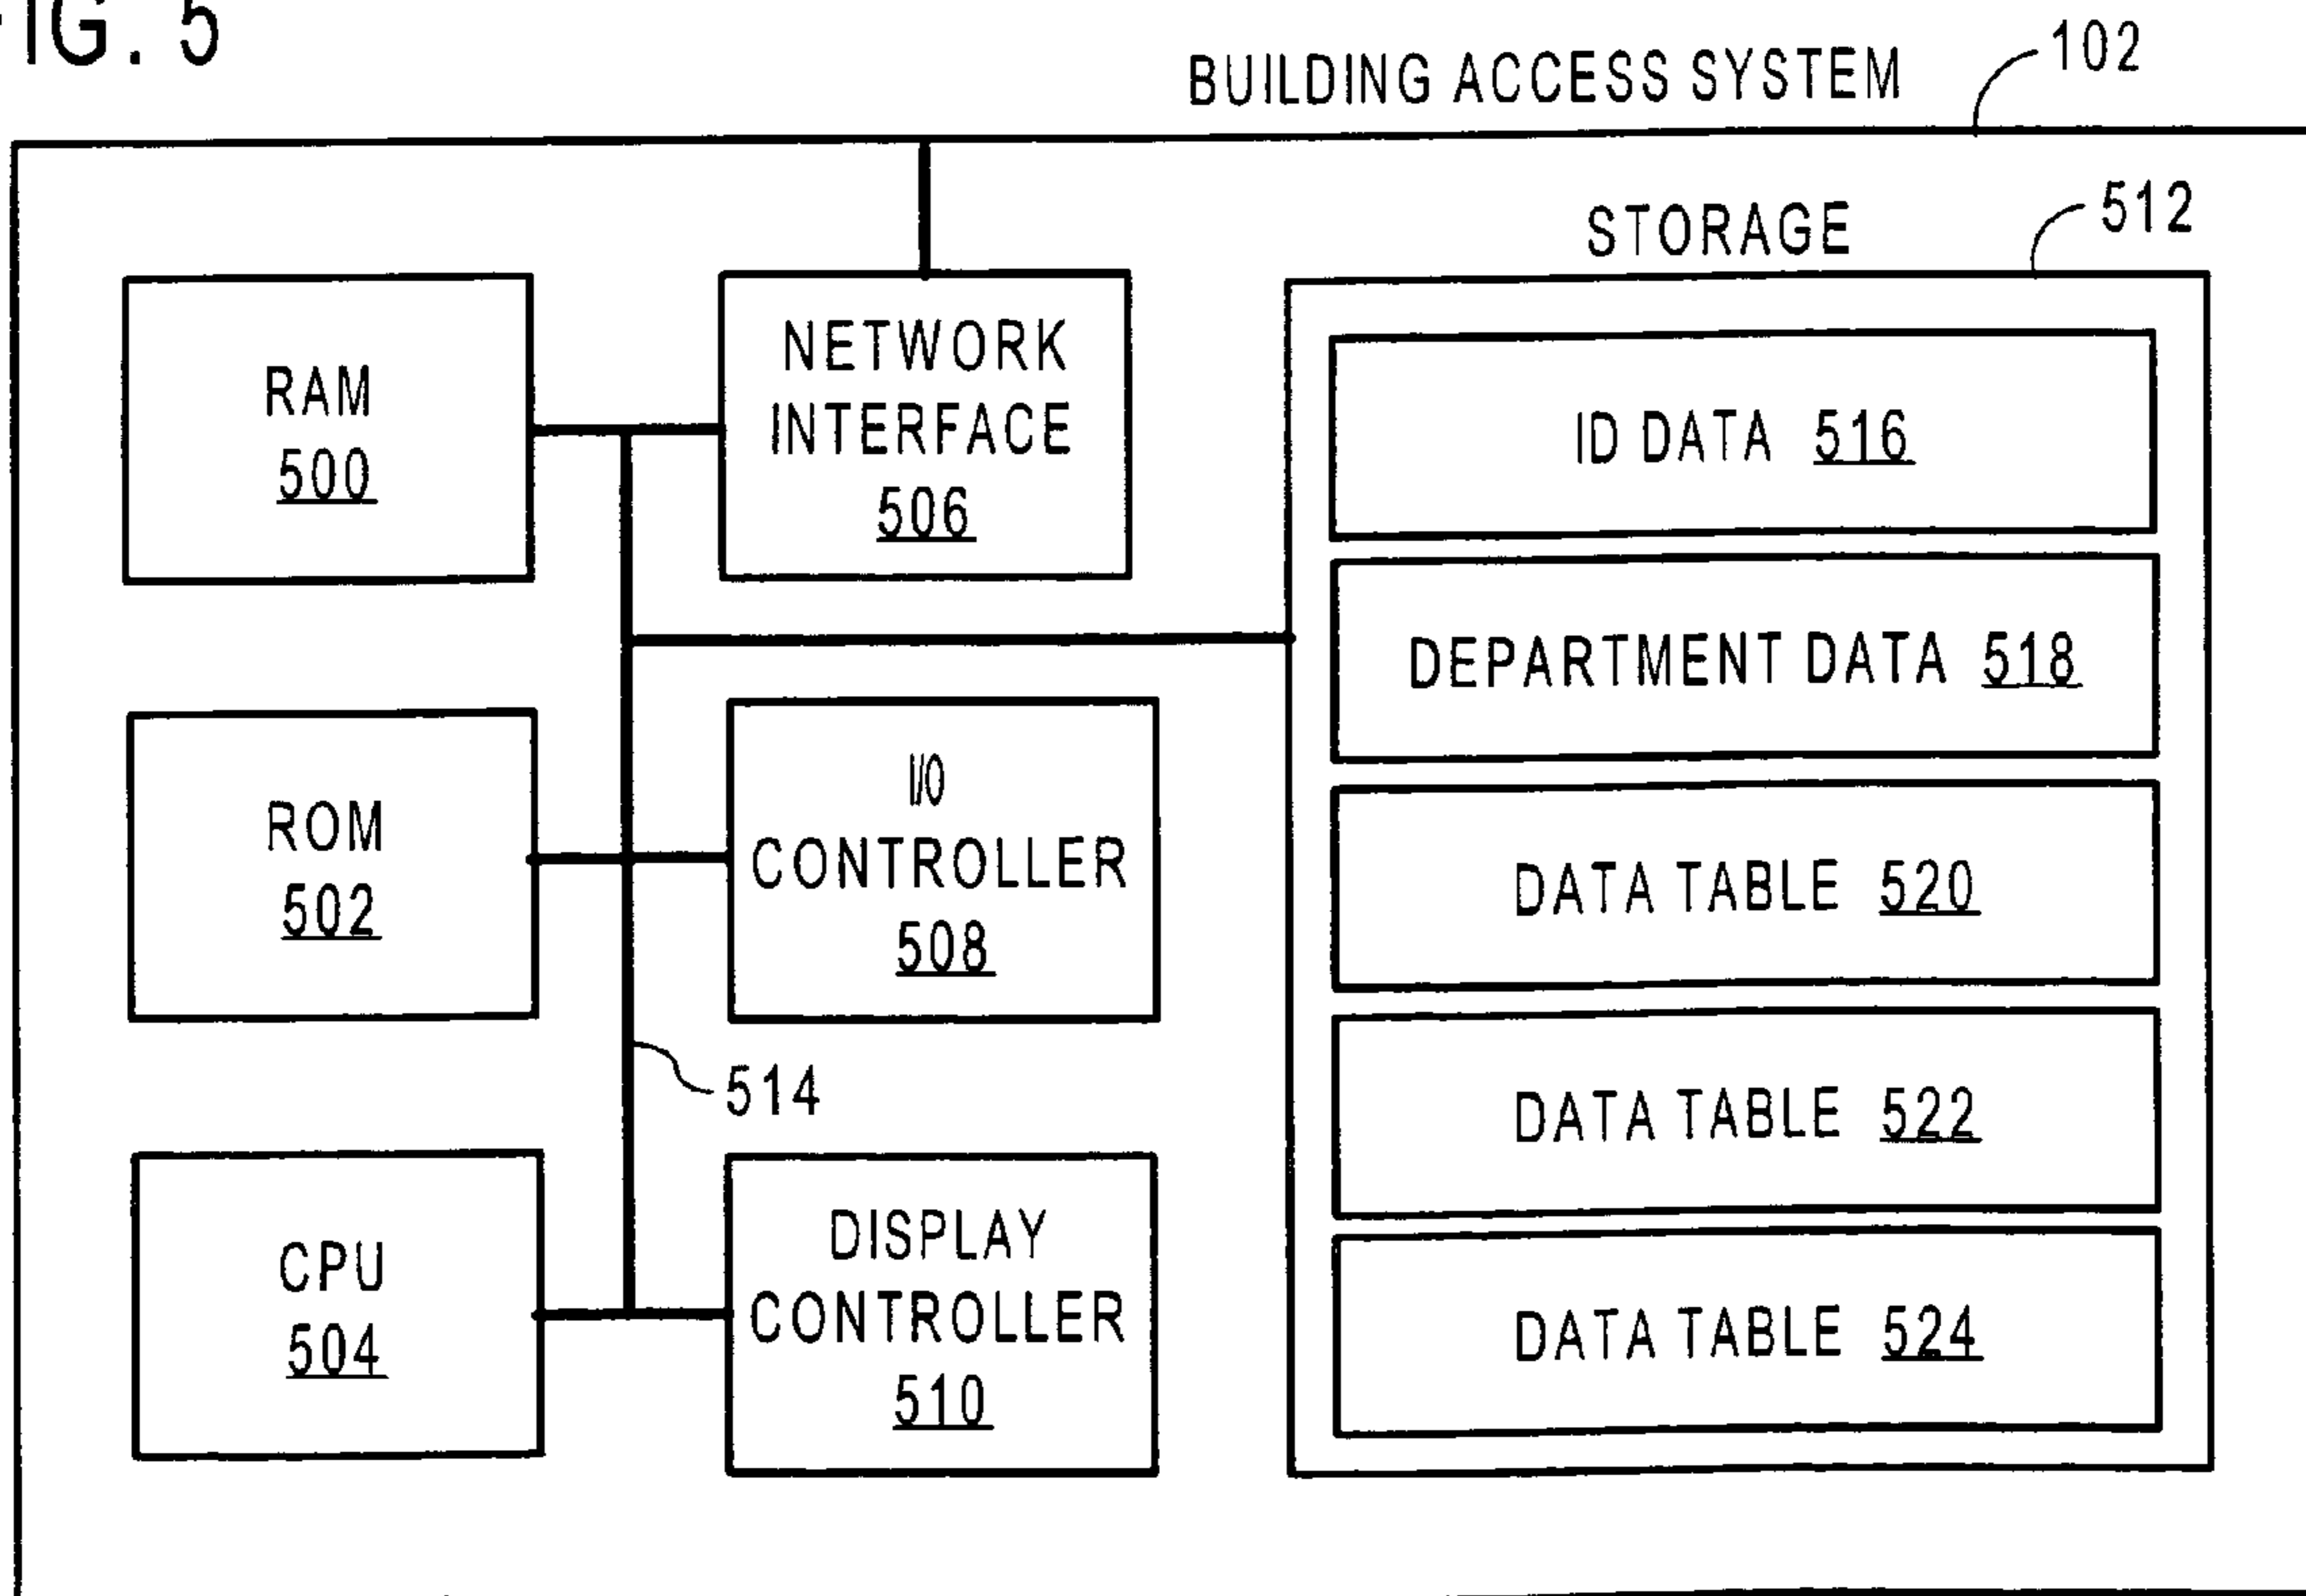 FIG. 5
BUILDING ACCESS SYSTEM
102
STORAGE
512
RAM
500
NETWORK
INTERFACE
506
ID DATA 516
DEPARTMENT DATA 518
ROM
502
I/O
CONTROLLER
508
DATA TABLE 520
514
DATA TABLE 522
CPU
504
DISPLAY
CONTROLLER
510
DATA TABLE 524